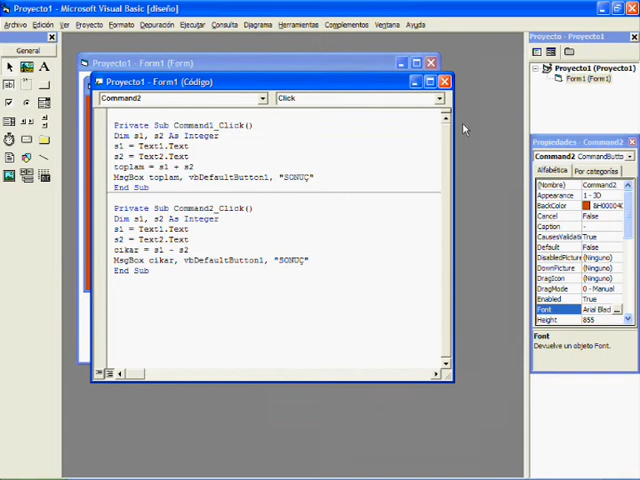 Proyecto1 - Microsoft Visual Basic [diseño]
Archivo Edición Ver Proyecto Formato Depuración Ejecutar Consulta Diagrama Herramientas Complementos Ventana Ayuda
General
Proyecto1 - Form1 (Form)
Proyecto1 - Form1 (Código)
Command2
Click
Private Sub Command1_Click()
Dim s1, s2 As Integer
s1 = Text1.Text
s2 = Text2.Text
toplam = s1 + s2
MsgBox toplam, vbDefaultButton1, "SONUÇ"
End Sub
Private Sub Command2_Click()
Dim s1, s2 As Integer
s1 = Text1.Text
s2 = Text2.Text
cikar = s1 - s2
MsgBox cikar, vbDefaultButton1, "SONUÇ"
End Sub
Proyecto - Proyecto1
Proyecto1 (Proyecto1)
Form1 (Form1)
Propiedades - Command2
Command2 CommandButto
Alfabética Por categorías
(Name) Command2
Appearance 1 - 3D
BackColor &H000040
Cancel False
Caption -
CausesValidati True
Default False
DisabledPicture (Ninguno)
DownPicture (Ninguno)
DragIcon (Ninguno)
DragMode 0 - Manual
Enabled True
Font Arial Blad ...
Height 855
Font
Devuelve un objeto Font.